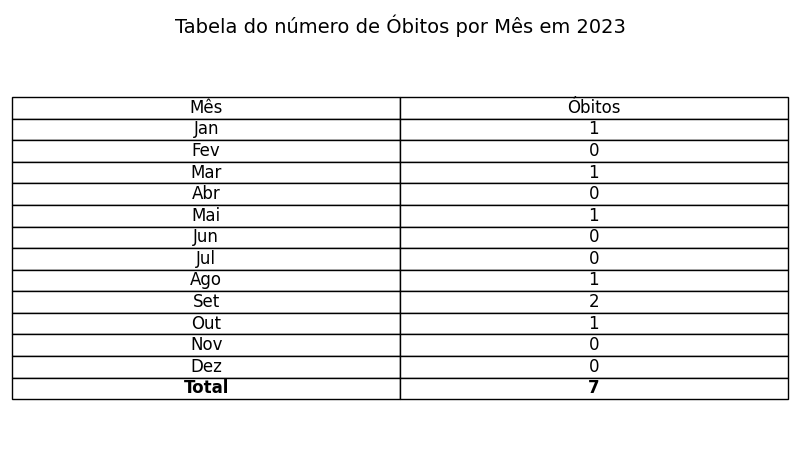 Tabela do número de Óbitos por Mês em 2023
Mês Óbitos
Jan 1
Fev 0
Mar 1
Abr 0
Mai 1
Jun 0
Jul 0
Ago 1
Set 2
Out 1
Nov 0
Dez 0
Total 7